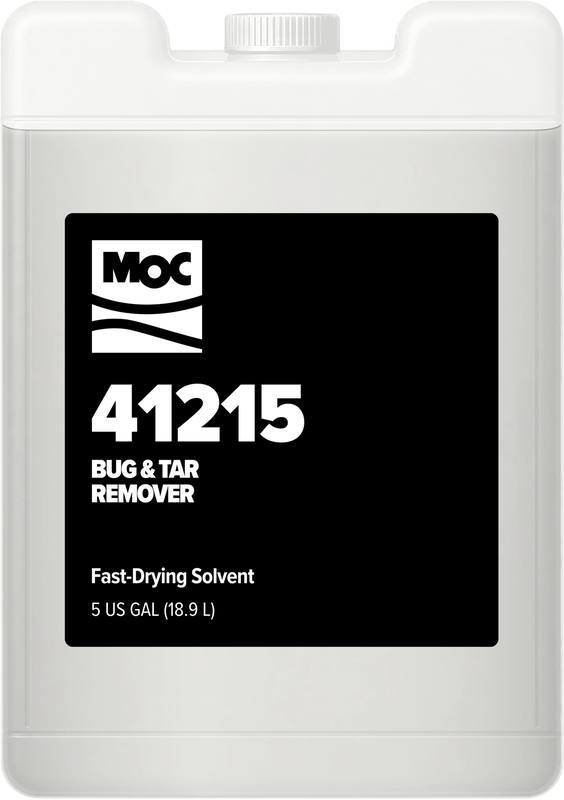 MOC
41215
BUG & TAR
REMOVER
Fast-Drying Solvent
5 US GAL (18.9 L)